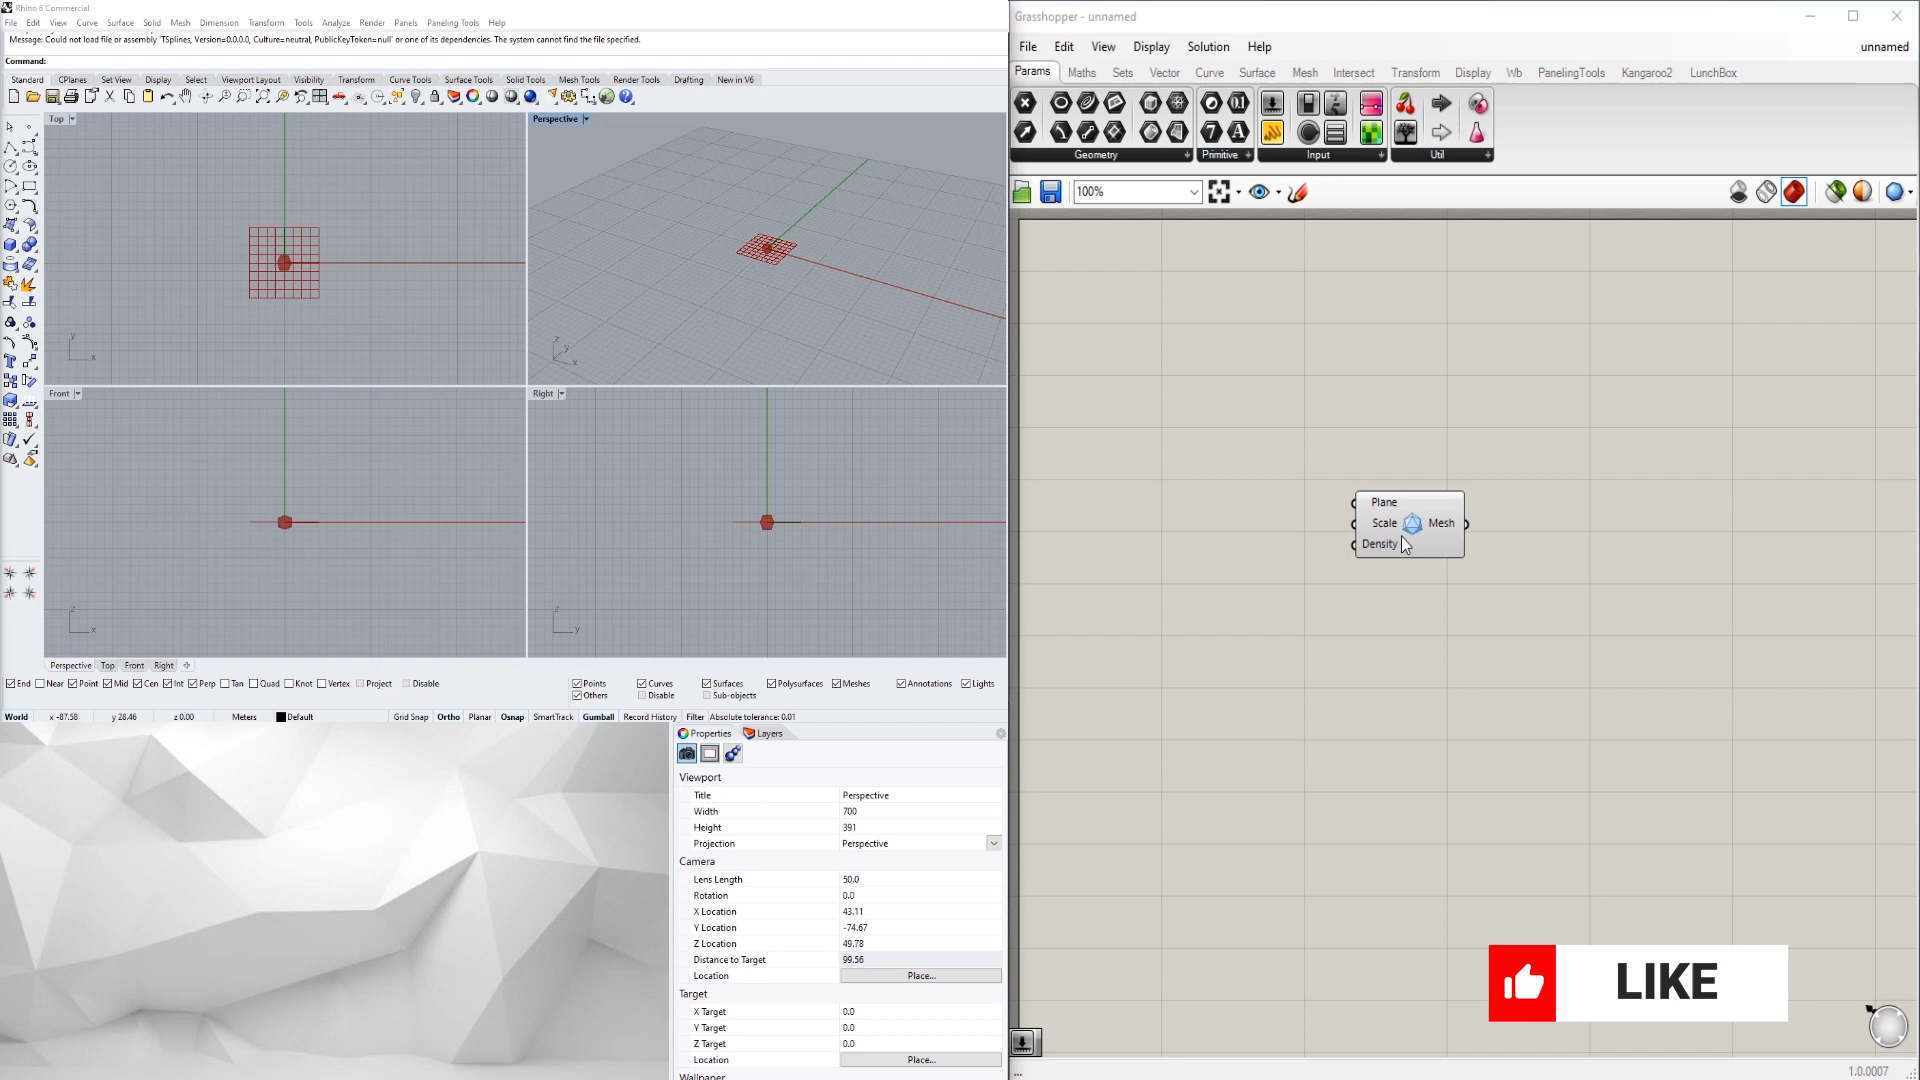 Rhino 6 Commercial
File Edit View Curve Surface Solid Mesh Dimension Transform Tools Analyze Render Panels Paneling Tools Help
Message: Could not load file or assembly 'TSplines, Version=0.0.0.0, Culture=neutral, PublicKeyToken=null' or one of its dependencies. The system cannot find the file specified.
Command:
Standard CPlanes Set View Display Select Viewport Layout Visibility Transform Curve Tools Surface Tools Solid Tools Mesh Tools Render Tools Drafting New in V6
Top
Perspective
y
x
z
y
x
Front
Right
z
x
z
y
Perspective Top Front Right
End Near Point Mid Cen Int Perp Tan Quad Knot Vertex Project Disable
Points Curves Surfaces Polysurfaces Meshes Annotations Lights
Others Disable Sub-objects
World x -87.58 y 28.46 z 0.00 Meters Default Grid Snap Ortho Planar Osnap SmartTrack Gumball Record History Filter Absolute tolerance: 0.01
Properties Layers
Viewport
Title Perspective
Width 700
Height 391
Projection Perspective
Camera
Lens Length 50.0
Rotation 0.0
X Location 43.11
Y Location -74.67
Z Location 49.78
Distance to Target 99.56
Location Place...
Target
X Target 0.0
Y Target 0.0
Z Target 0.0
Location Place...
Wallpaper
Grasshopper - unnamed
File Edit View Display Solution Help unnamed
Params Maths Sets Vector Curve Surface Mesh Intersect Transform Display Wb PanelingTools Kangaroo2 LunchBox
0.1
7 A
Geometry Primitive Input Util
100%
Plane
Scale Mesh
Density
LIKE
... 1.0.0007